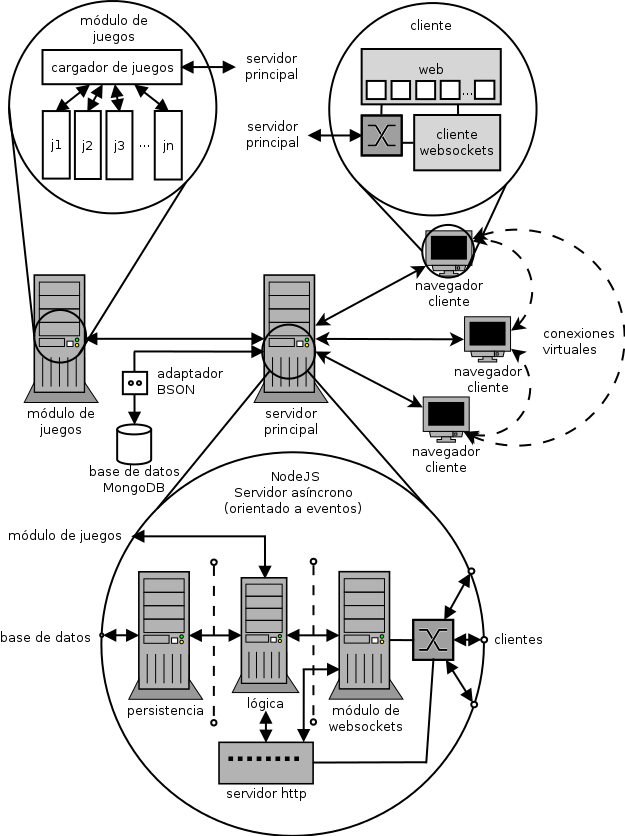 módulo de
juegos
cargador de juegos
j1
j2
j3
...
jn
servidor
principal
cliente
web
...
cliente
websockets
servidor
principal
navegador
cliente
conexiones
virtuales
navegador
cliente
navegador
cliente
módulo de
juegos
adaptador
BSON
base de datos
MongoDB
servidor
principal
NodeJS
Servidor asíncrono
(orientado a eventos)
módulo de juegos
base de datos
clientes
persistencia
lógica
módulo de
websockets
servidor http